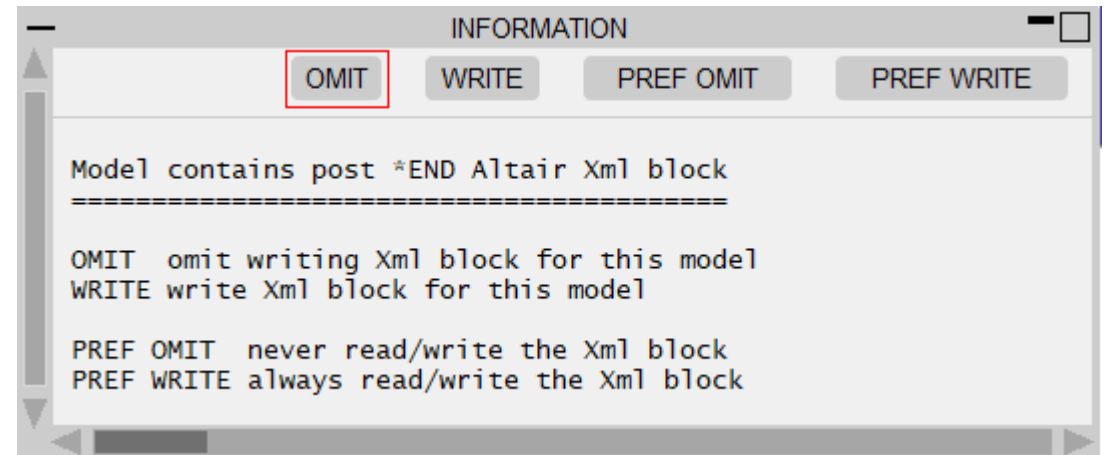 INFORMATION
OMIT WRITE PREF OMIT PREF WRITE
Model contains post *END Altair Xml block
=========================================
OMIT  omit writing Xml block for this model
WRITE write Xml block for this model
PREF OMIT  never read/write the Xml block
PREF WRITE always read/write the Xml block